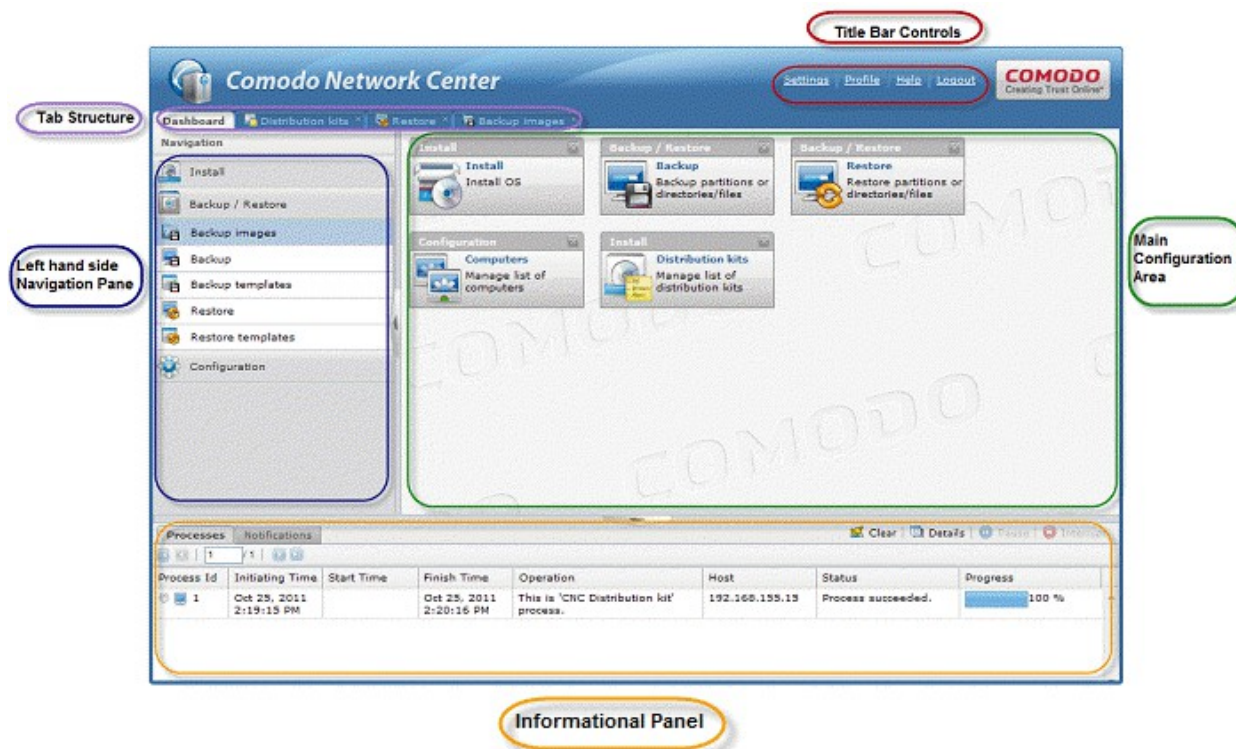 Title Bar Controls
Comodo Network Center
Settings | Profile | Help | Logout
COMODO
Creating Trust Online®
Tab Structure
Dashboard
Distribution kits
Restore
Backup images
Navigation
Install
Backup / Restore
Backup images
Backup
Backup templates
Restore
Restore templates
Configuration
Left hand side
Navigation Pane
Install
Install
Install OS
Backup / Restore
Backup
Backup partitions or
directories/files
Backup / Restore
Restore
Restore partitions or
directories/files
Configuration
Computers
Manage list of
computers
Install
Distribution kits
Manage list of
distribution kits
COMODO
COMODO
COMODO
Main
Configuration
Area
Processes
Notifications
Clear | Details | Pause |
1 / 1
Process Id Initiating Time Start Time Finish Time Operation Host Status Progress
1 Oct 25, 2011 Oct 25, 2011 This is 'CNC Distribution kit' 192.168.155.15 Process succeeded. 100 %
2:19:15 PM 2:20:16 PM process.
Informational Panel